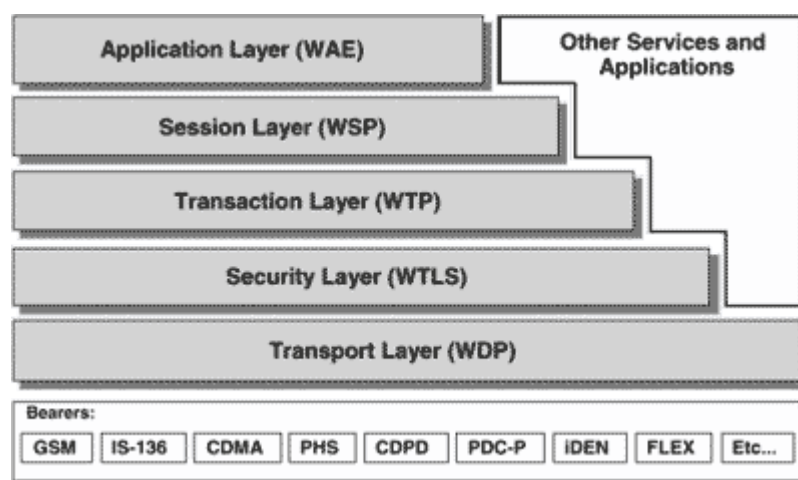 Application Layer (WAE)
Other Services and
Applications
Session Layer (WSP)
Transaction Layer (WTP)
Security Layer (WTLS)
Transport Layer (WDP)
Bearers:
GSM IS-136 CDMA PHS CDPD PDC-P iDEN FLEX Etc...